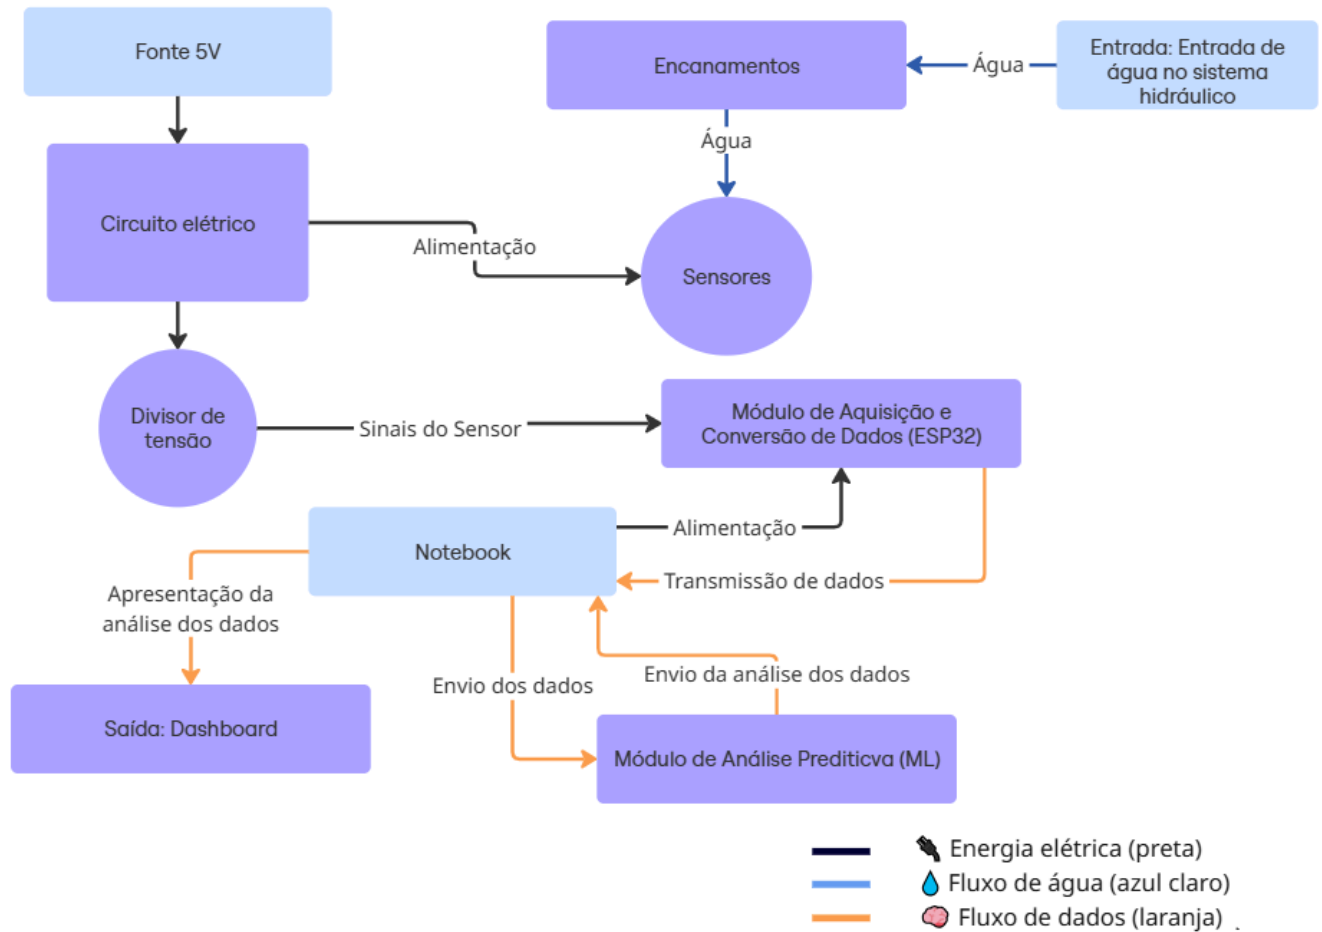 Fonte 5V
Encanamentos
Água
Entrada: Entrada de
água no sistema
hidráulico
Água
Circuito elétrico
Alimentação
Sensores
Divisor de
tensão
Sinais do Sensor
Módulo de Aquisição e
Conversão de Dados (ESP32)
Notebook
Alimentação
Transmissão de dados
Apresentação da
análise dos dados
Envio dos dados
Envio da análise dos dados
Saída: Dashboard
Módulo de Análise Prediticva (ML)
Energia elétrica (preta)
Fluxo de água (azul claro)
Fluxo de dados (laranja) .